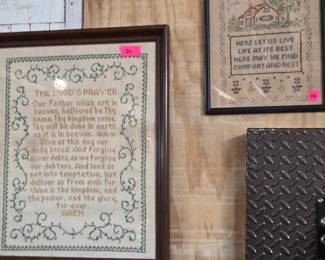 THE LORD'S PRAYER
Our Father which art in
heaven, hallowed be Thy
name, Thy kingdom come,
Thy will be done in earth
as it is in heaven.
Give us this day our
daily bread. And forgive
us our debts, as we forgive
our debtors. And lead us
not into temptation, but
deliver us from evil: for
thine is the kingdom, and
the power, and the glory,
for ever.
AMEN
HERE LET US LIVE
LIFE AT ITS BEST
HERE MAY WE FIND
COMFORT AND REST